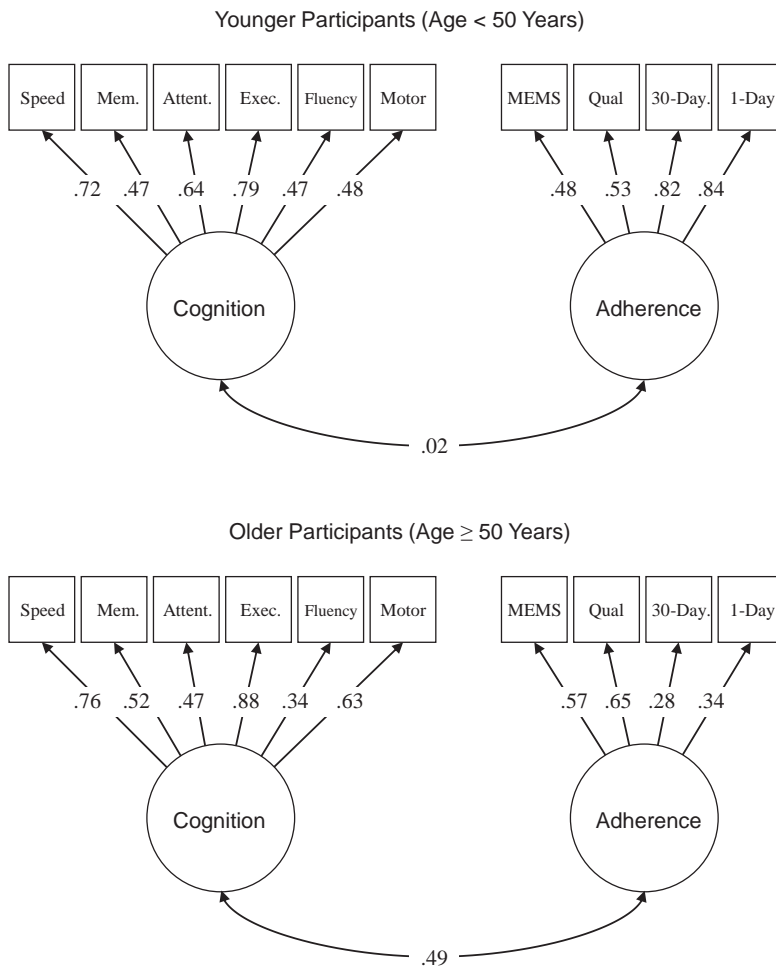 Younger Participants (Age < 50 Years)
Speed Mem. Attent. Exec. Fluency Motor MEMS Qual 30-Day. 1-Day
.72 .47 .64 .79 .47 .48 .48 .53 .82 .84
Cognition Adherence
.02
Older Participants (Age ≥ 50 Years)
Speed Mem. Attent. Exec. Fluency Motor MEMS Qual 30-Day. 1-Day
.76 .52 .47 .88 .34 .63 .57 .65 .28 .34
Cognition Adherence
.49